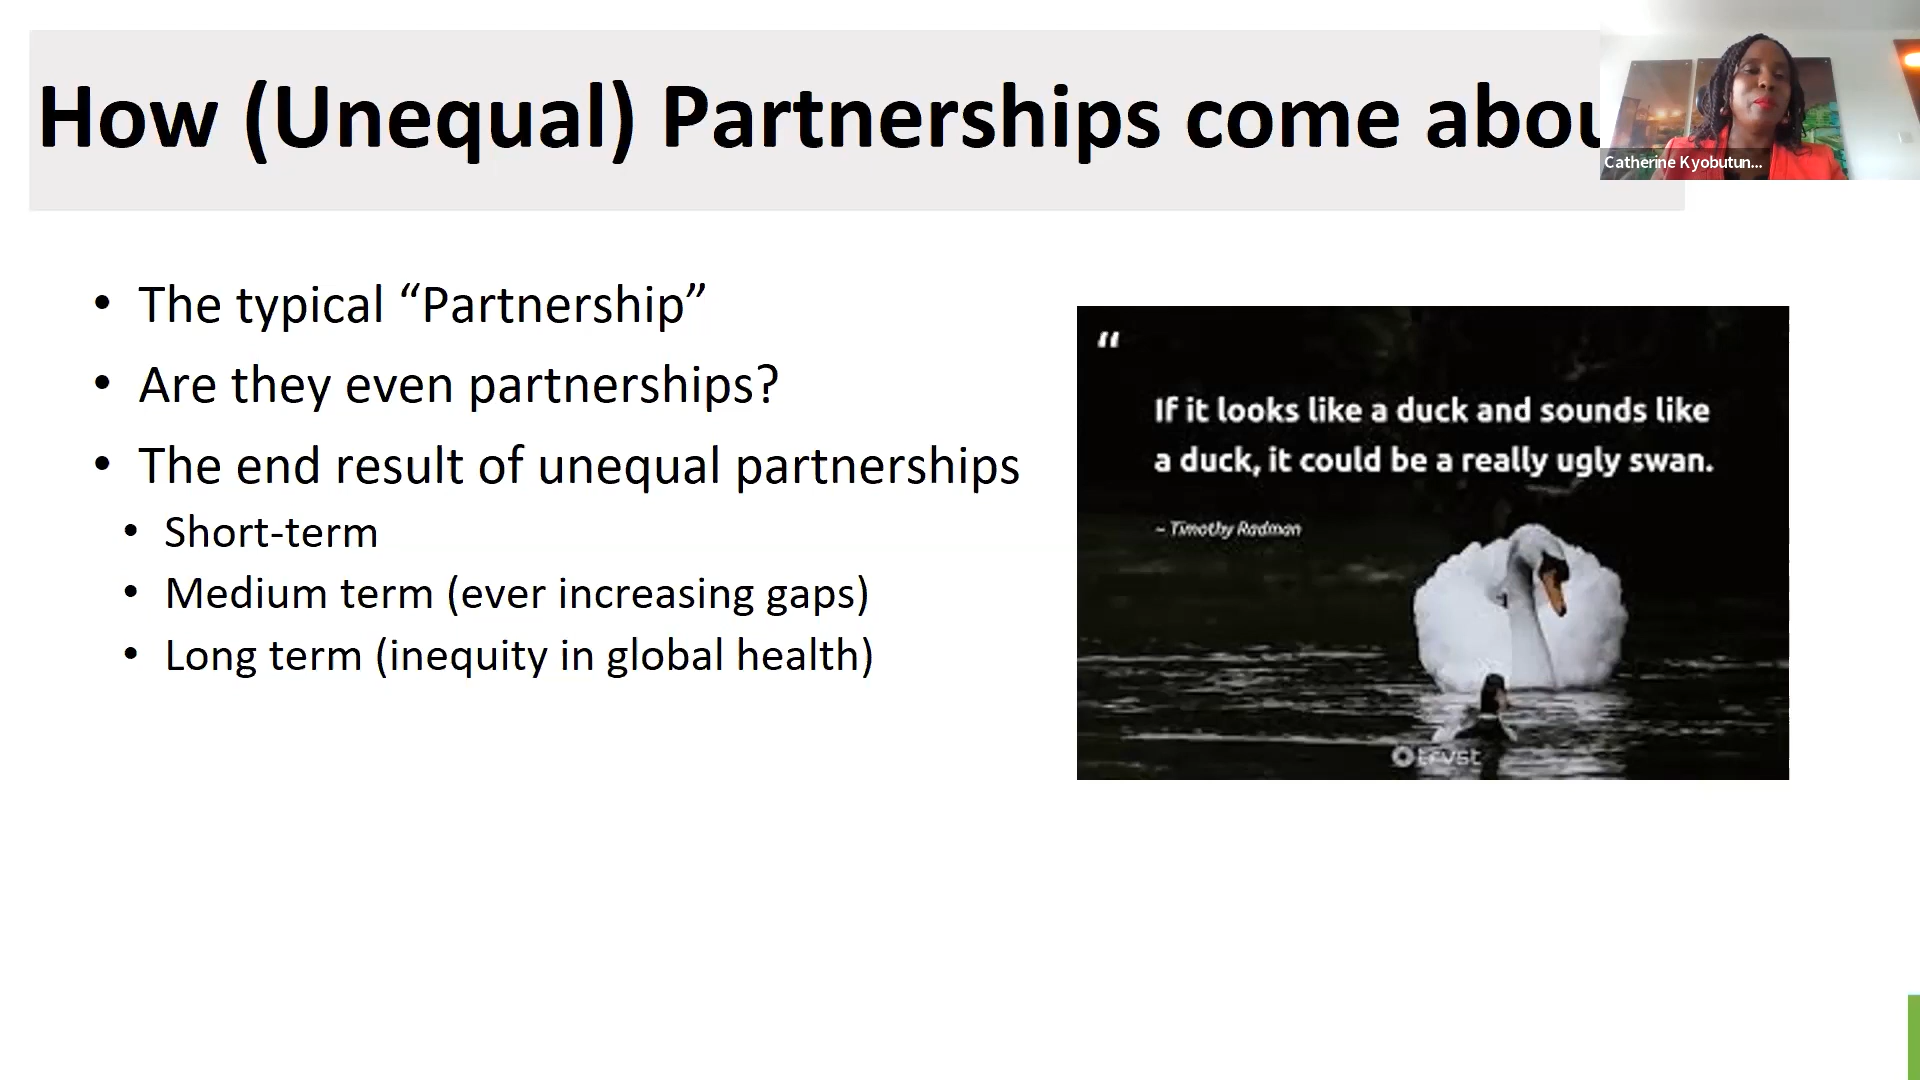 How (Unequal) Partnerships come abou
Catherine Kyobutun...
• The typical “Partnership”
• Are they even partnerships?
• The end result of unequal partnerships
• Short-term
• Medium term (ever increasing gaps)
• Long term (inequity in global health)
“
If it looks like a duck and sounds like
a duck, it could be a really ugly swan.
~ Timothy Radman
trvst